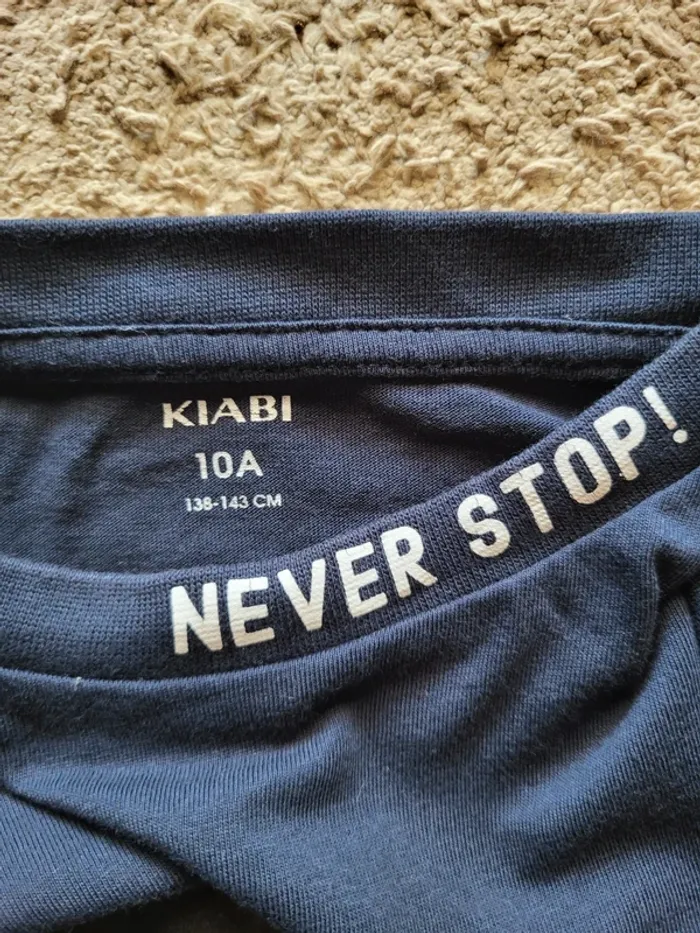 KIABI
10A
138-143 CM
NEVER STOP!